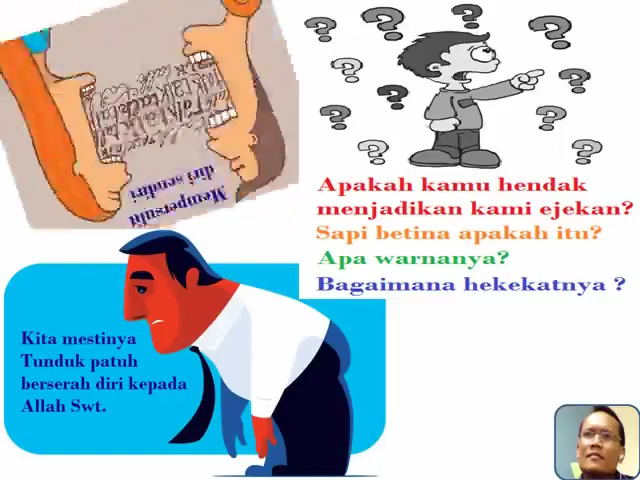 Mempersulit
diri sendiri
Apakah kamu hendak
menjadikan kami ejekan?
Sapi betina apakah itu?
Apa warnanya?
Bagaimana hekekatnya ?
Kita mestinya
Tunduk patuh
berserah diri kepada
Allah Swt.